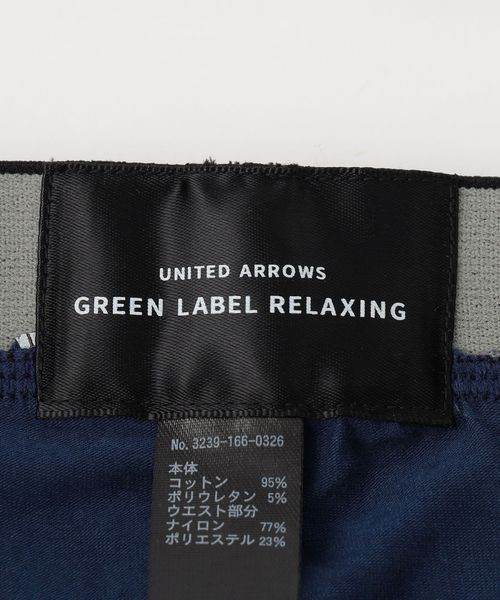 UNITED ARROWS
GREEN LABEL RELAXING
No. 3239-166-0326
本体
コットン 95%
ポリウレタン 5%
ウエスト部分
ナイロン 77%
ポリエステル 23%